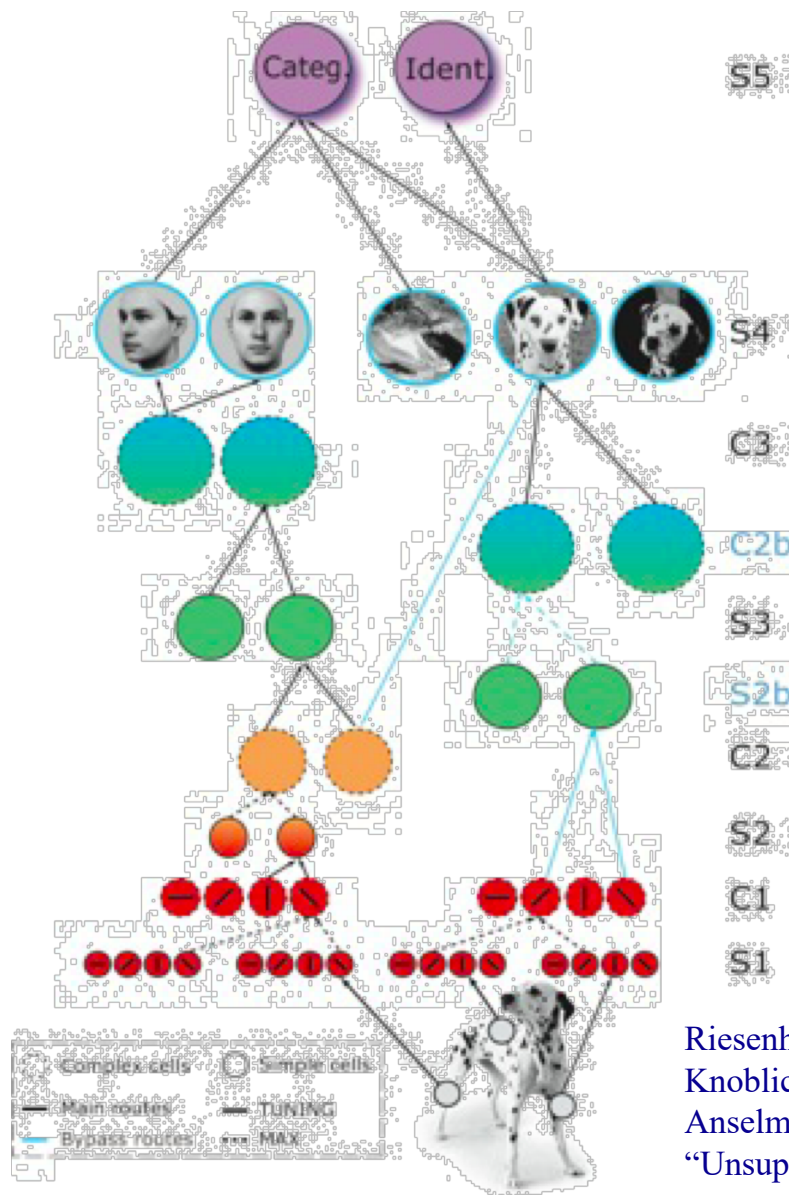 Categ. Ident. S5
S4
C3
C2b
S3
S2b
C2
S2
C1
S1
Complex cells Simple cells
Main routes TUNING
Bypass routes MAX
Riesenh
Knoblic
Anselm
“Unsup